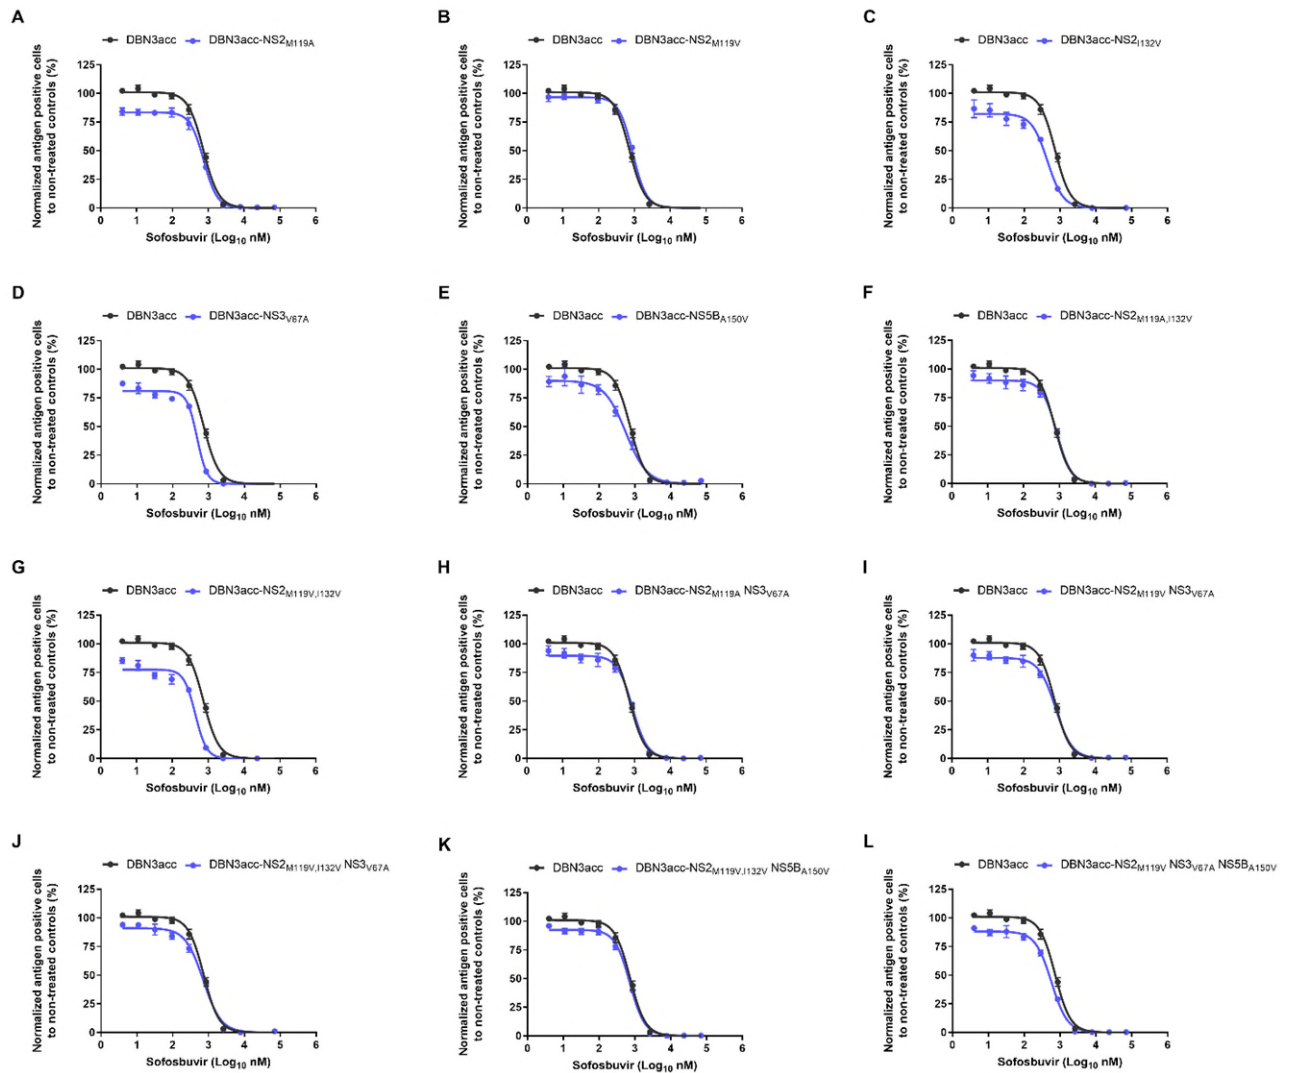 A
DBN3acc DBN3acc-NS2M119A
Normalized antigen positive cells
to non-treated controls (%)
125
100
75
50
25
0
0 1 2 3 4 5 6
Sofosbuvir (Log10 nM)
B
DBN3acc DBN3acc-NS2M119V
Normalized antigen positive cells
to non-treated controls (%)
125
100
75
50
25
0
0 1 2 3 4 5 6
Sofosbuvir (Log10 nM)
C
DBN3acc DBN3acc-NS2I132V
Normalized antigen positive cells
to non-treated controls (%)
125
100
75
50
25
0
0 1 2 3 4 5 6
Sofosbuvir (Log10 nM)
D
DBN3acc DBN3acc-NS3V67A
Normalized antigen positive cells
to non-treated controls (%)
125
100
75
50
25
0
0 1 2 3 4 5 6
Sofosbuvir (Log10 nM)
E
DBN3acc DBN3acc-NS5BA150V
Normalized antigen positive cells
to non-treated controls (%)
125
100
75
50
25
0
0 1 2 3 4 5 6
Sofosbuvir (Log10 nM)
F
DBN3acc DBN3acc-NS2M119A,I132V
Normalized antigen positive cells
to non-treated controls (%)
125
100
75
50
25
0
0 1 2 3 4 5 6
Sofosbuvir (Log10 nM)
G
DBN3acc DBN3acc-NS2M119V,I132V
Normalized antigen positive cells
to non-treated controls (%)
125
100
75
50
25
0
0 1 2 3 4 5 6
Sofosbuvir (Log10 nM)
H
DBN3acc DBN3acc-NS2M119A NS3V67A
Normalized antigen positive cells
to non-treated controls (%)
125
100
75
50
25
0
0 1 2 3 4 5 6
Sofosbuvir (Log10 nM)
I
DBN3acc DBN3acc-NS2M119V NS3V67A
Normalized antigen positive cells
to non-treated controls (%)
125
100
75
50
25
0
0 1 2 3 4 5 6
Sofosbuvir (Log10 nM)
J
DBN3acc DBN3acc-NS2M119V,I132V NS3V67A
Normalized antigen positive cells
to non-treated controls (%)
125
100
75
50
25
0
0 1 2 3 4 5 6
Sofosbuvir (Log10 nM)
K
DBN3acc DBN3acc-NS2M119V,I132V NS5BA150V
Normalized antigen positive cells
to non-treated controls (%)
125
100
75
50
25
0
0 1 2 3 4 5 6
Sofosbuvir (Log10 nM)
L
DBN3acc DBN3acc-NS2M119V NS3V67A NS5BA150V
Normalized antigen positive cells
to non-treated controls (%)
125
100
75
50
25
0
0 1 2 3 4 5 6
Sofosbuvir (Log10 nM)